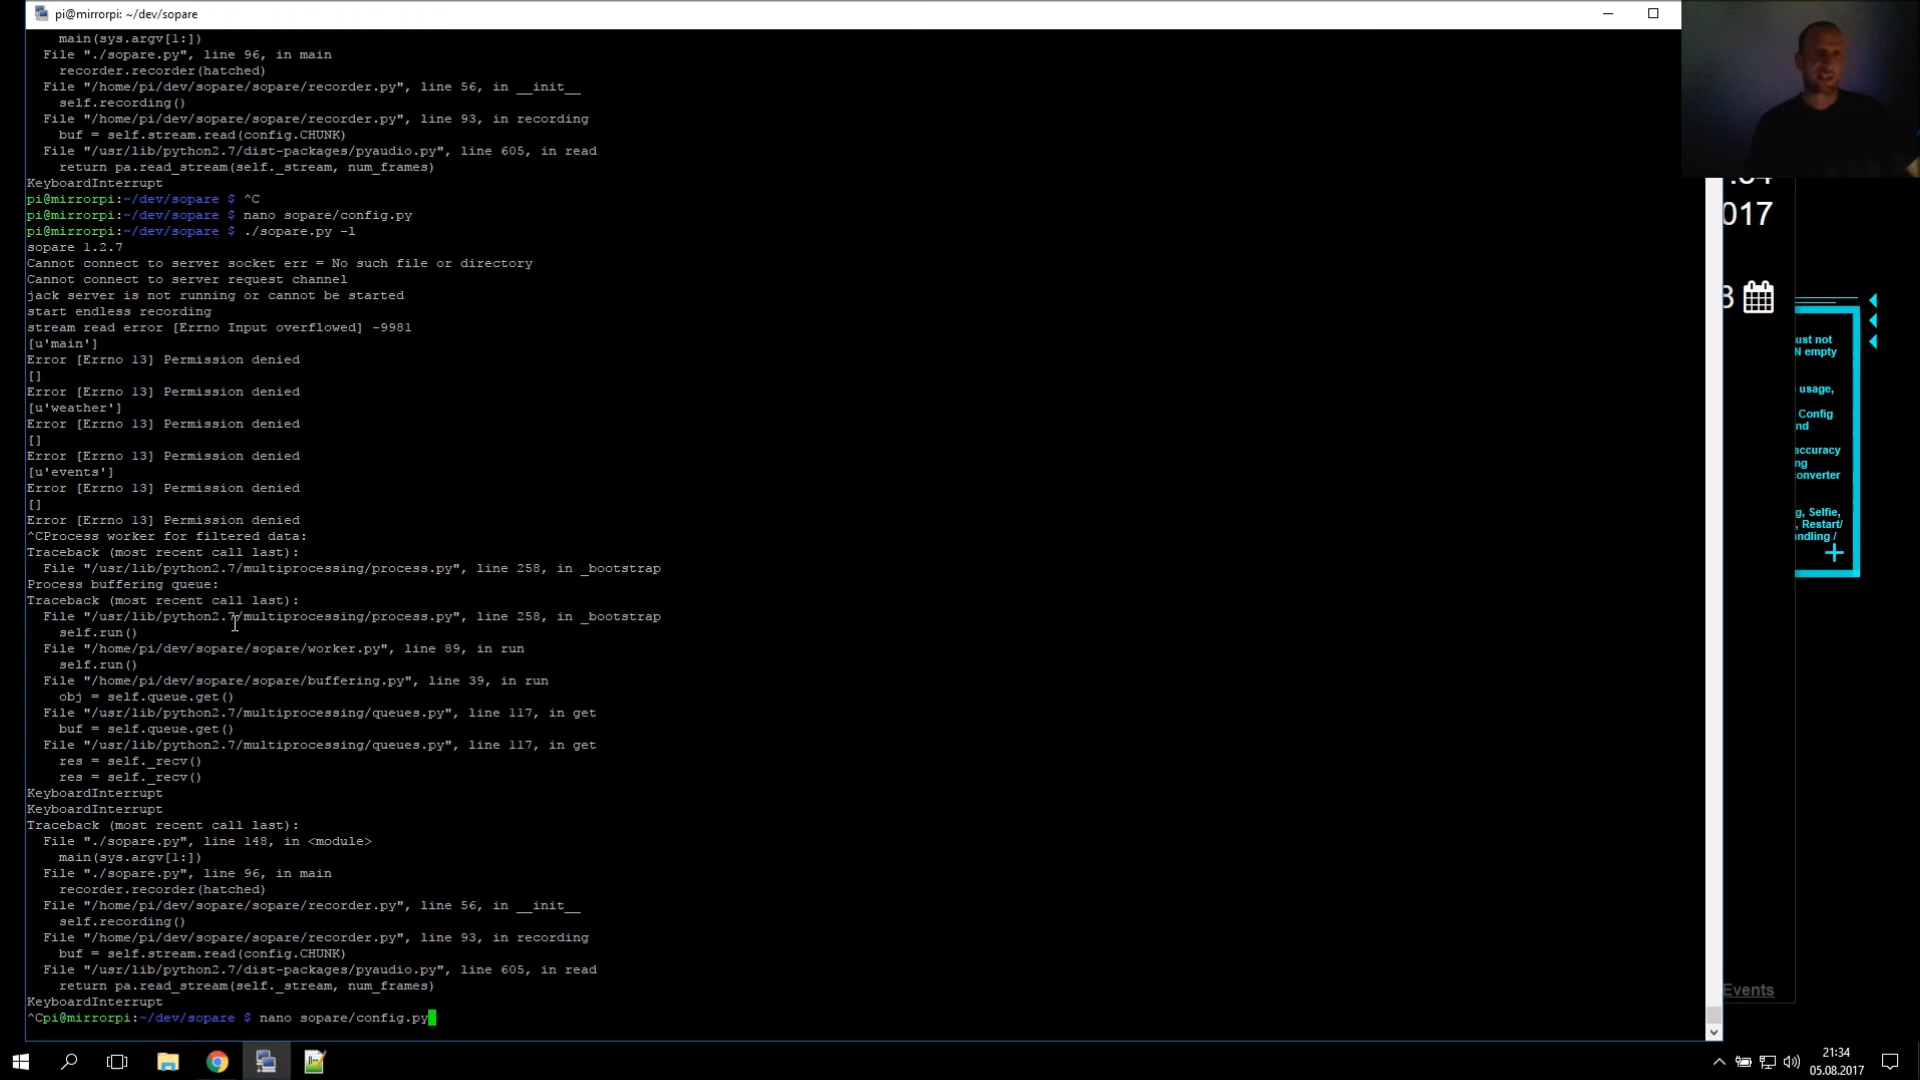 pi@mirrorpi: ~/dev/sopare
main(sys.argv[1:])
File "./sopare.py", line 96, in main
recorder.recorder(hatched)
File "/home/pi/dev/sopare/sopare/recorder.py", line 56, in __init__
self.recording()
File "/home/pi/dev/sopare/sopare/recorder.py", line 93, in recording
buf = self.stream.read(config.CHUNK)
File "/usr/lib/python2.7/dist-packages/pyaudio.py", line 605, in read
return pa.read_stream(self._stream, num_frames)
KeyboardInterrupt
pi@mirrorpi:~/dev/sopare $ ^C
pi@mirrorpi:~/dev/sopare $ nano sopare/config.py
pi@mirrorpi:~/dev/sopare $ ./sopare.py -l
sopare 1.2.7
Cannot connect to server socket err = No such file or directory
Cannot connect to server request channel
jack server is not running or cannot be started
start endless recording
stream read error [Errno Input overflowed] -9981
[u'main']
Error [Errno 13] Permission denied
[]
Error [Errno 13] Permission denied
[u'weather']
Error [Errno 13] Permission denied
[]
Error [Errno 13] Permission denied
[u'events']
Error [Errno 13] Permission denied
[]
Error [Errno 13] Permission denied
^CProcess worker for filtered data:
Traceback (most recent call last):
File "/usr/lib/python2.7/multiprocessing/process.py", line 258, in _bootstrap
Process buffering queue:
Traceback (most recent call last):
File "/usr/lib/python2.7/multiprocessing/process.py", line 258, in _bootstrap
self.run()
File "/home/pi/dev/sopare/sopare/worker.py", line 89, in run
self.run()
File "/home/pi/dev/sopare/sopare/buffering.py", line 39, in run
obj = self.queue.get()
File "/usr/lib/python2.7/multiprocessing/queues.py", line 117, in get
buf = self.queue.get()
File "/usr/lib/python2.7/multiprocessing/queues.py", line 117, in get
res = self._recv()
res = self._recv()
KeyboardInterrupt
KeyboardInterrupt
Traceback (most recent call last):
File "./sopare.py", line 148, in <module>
main(sys.argv[1:])
File "./sopare.py", line 96, in main
recorder.recorder(hatched)
File "/home/pi/dev/sopare/sopare/recorder.py", line 56, in __init__
self.recording()
File "/home/pi/dev/sopare/sopare/recorder.py", line 93, in recording
buf = self.stream.read(config.CHUNK)
File "/usr/lib/python2.7/dist-packages/pyaudio.py", line 605, in read
return pa.read_stream(self._stream, num_frames)
KeyboardInterrupt
^Cpi@mirrorpi:~/dev/sopare $ nano sopare/config.py
017
3
ust not
N empty
usage,
Config
nd
accuracy
ng
onverter
g, Selfie,
, Restart/
andling /
Events
21:34
05.08.2017